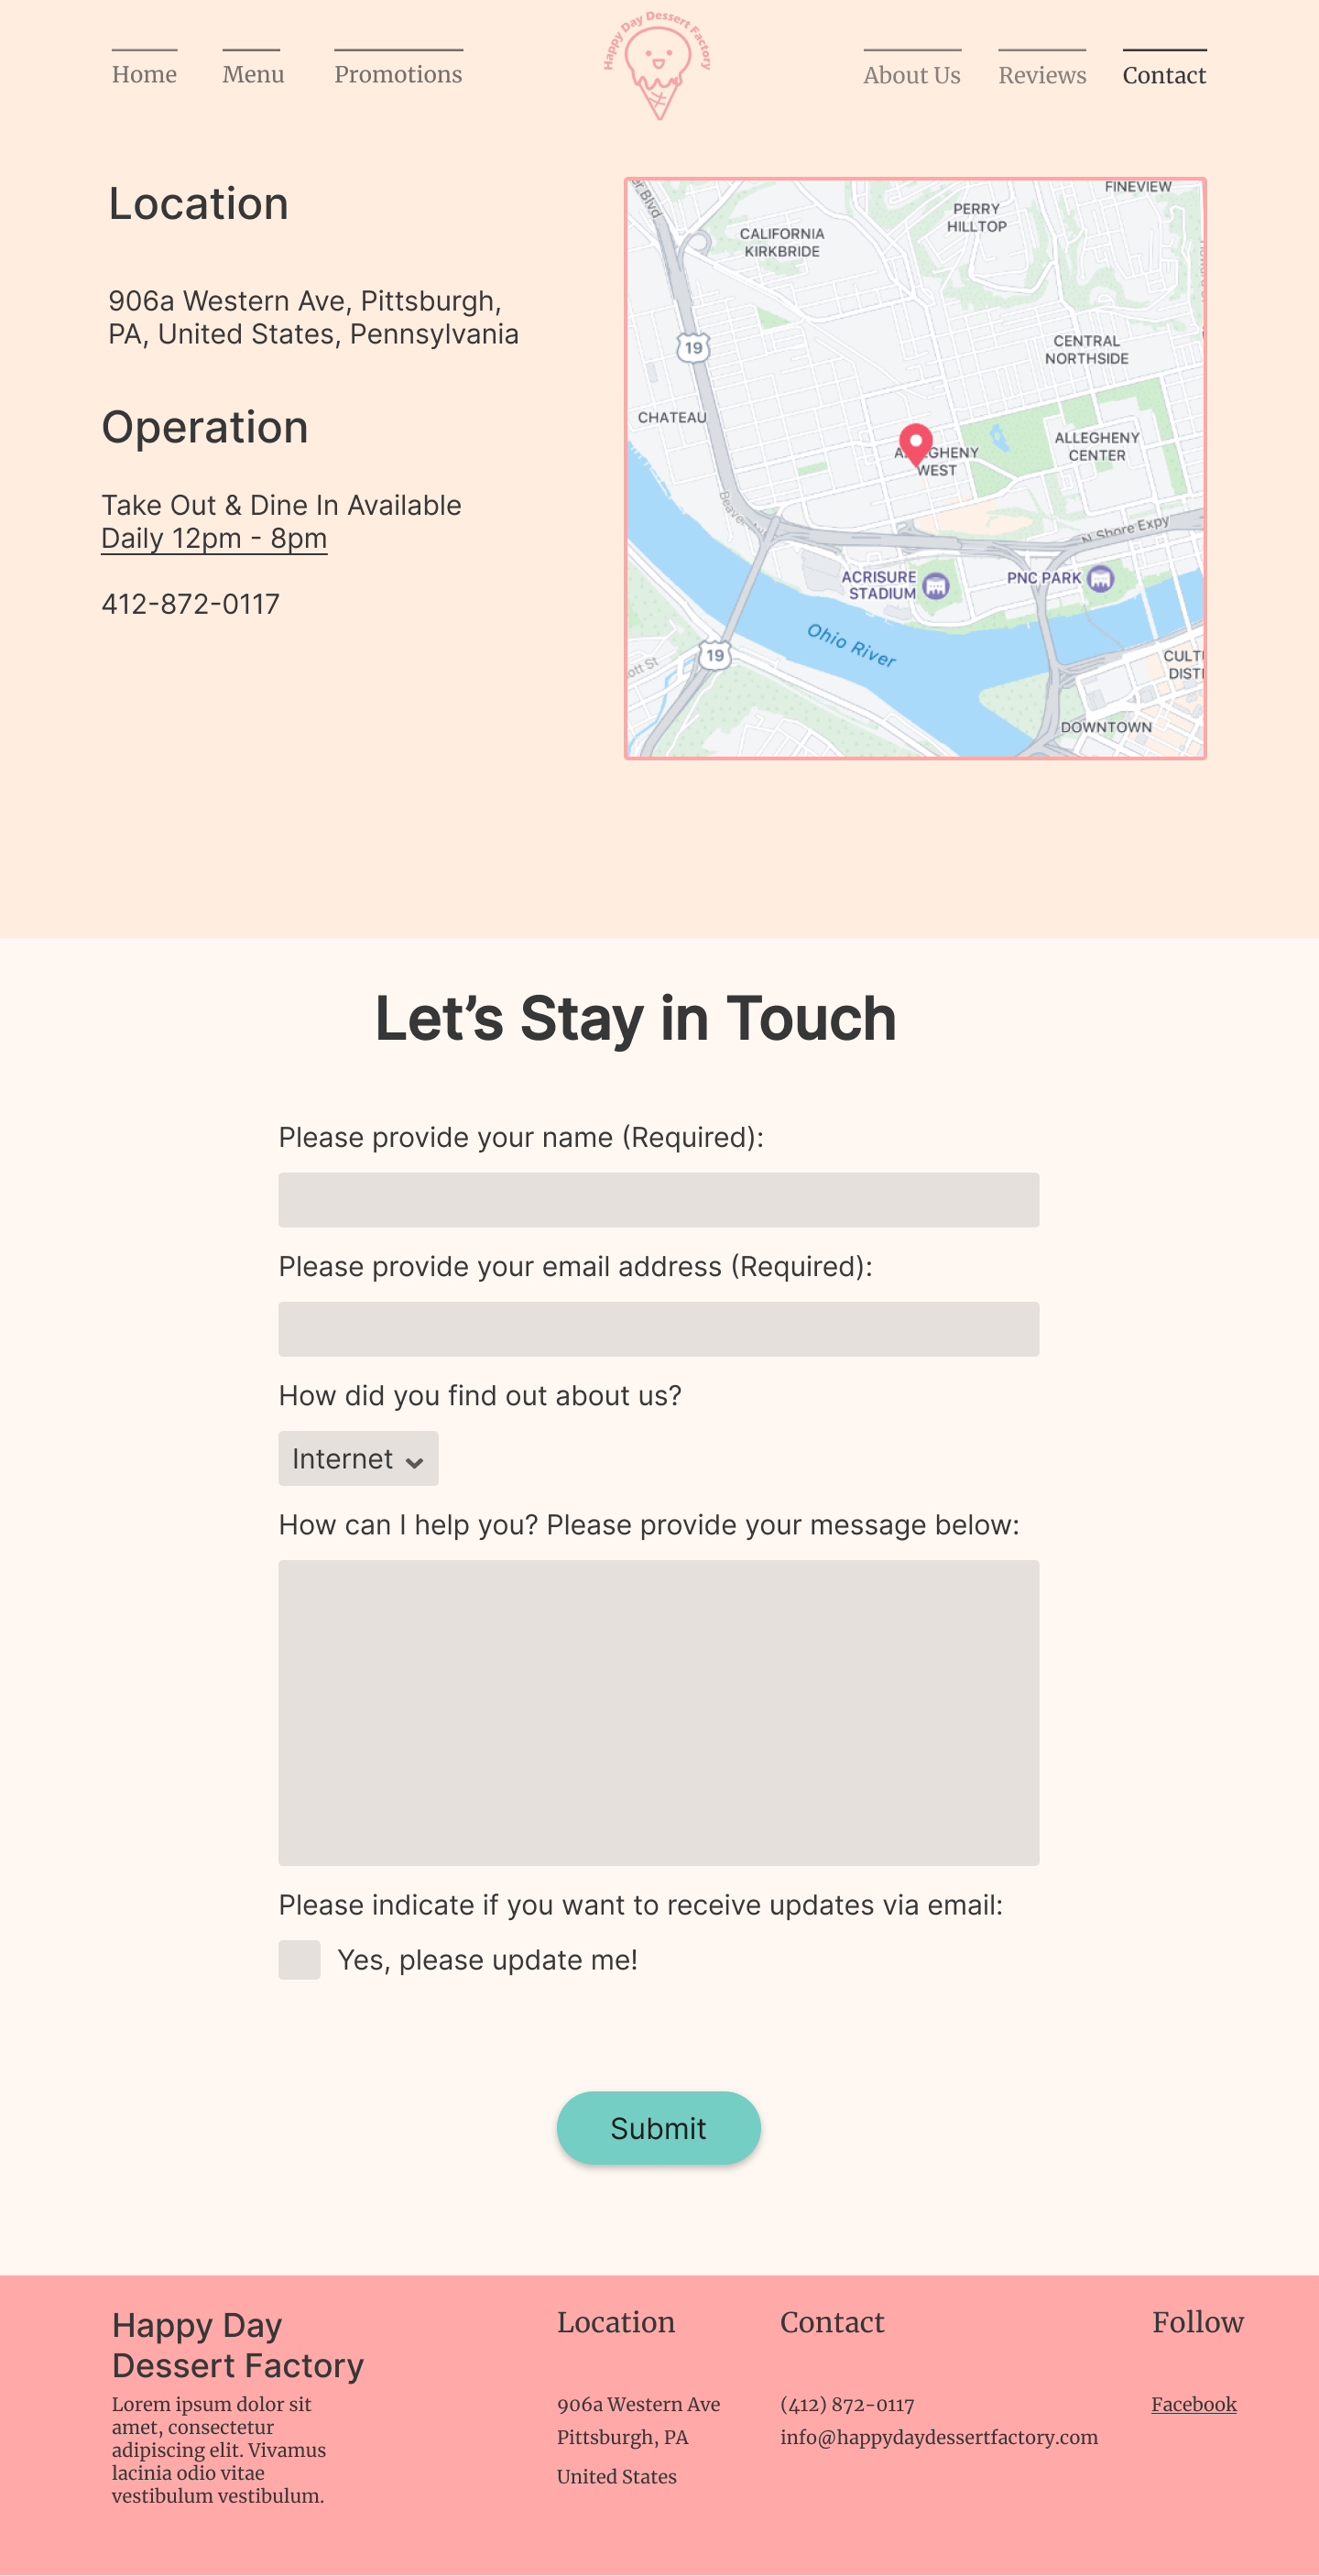 Home
Menu
Promotions
Happy Day Dessert Factory
About Us
Reviews
Contact
Location
906a Western Ave, Pittsburgh,
PA, United States, Pennsylvania
Operation
Take Out & Dine In Available
Daily 12pm - 8pm
412-872-0117
Blvd
FINEVIEW
PERRY
HILLTOP
CALIFORNIA
KIRKBRIDE
19
CENTRAL
NORTHSIDE
CHATEAU
ALLEGHENY
CENTER
WEST
N Shore Expy
ACRISURE
STADIUM
PNC PARK
Ohio River
19
St
DOWNTOWN
Let’s Stay in Touch
Please provide your name (Required):
Please provide your email address (Required):
How did you find out about us?
Internet
How can I help you? Please provide your message below:
Please indicate if you want to receive updates via email:
Yes, please update me!
Submit
Happy Day
Dessert Factory
Lorem ipsum dolor sit
amet, consectetur
adipiscing elit. Vivamus
lacinia odio vitae
vestibulum vestibulum.
Location
906a Western Ave
Pittsburgh, PA
United States
Contact
(412) 872-0117
info@happydaydessertfactory.com
Follow
Facebook